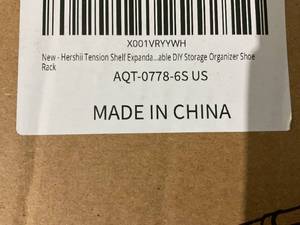 X001VRYYWH
New - Hershii Tension Shelf Expanda...able DIY Storage Organizer Shoe
Rack
AQT-0778-6S US
MADE IN CHINA